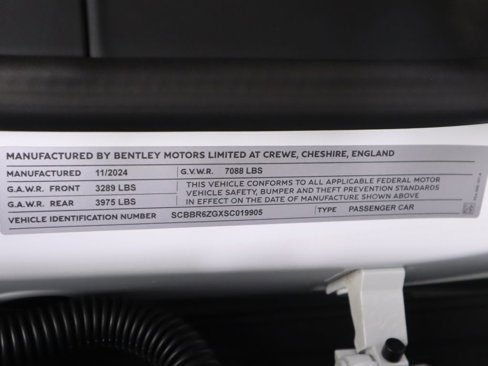 MANUFACTURED BY BENTLEY MOTORS LIMITED AT CREWE, CHESHIRE, ENGLAND
MANUFACTURED 11/2024 G.V.W.R. 7088 LBS
G.A.W.R. FRONT 3289 LBS
G.A.W.R. REAR 3975 LBS
THIS VEHICLE CONFORMS TO ALL APPLICABLE FEDERAL MOTOR
VEHICLE SAFETY, BUMPER AND THEFT PREVENTION STANDARDS
IN EFFECT ON THE DATE OF MANUFACTURE SHOWN ABOVE
VEHICLE IDENTIFICATION NUMBER SCBBR6ZGXSC019905 TYPE PASSENGER CAR